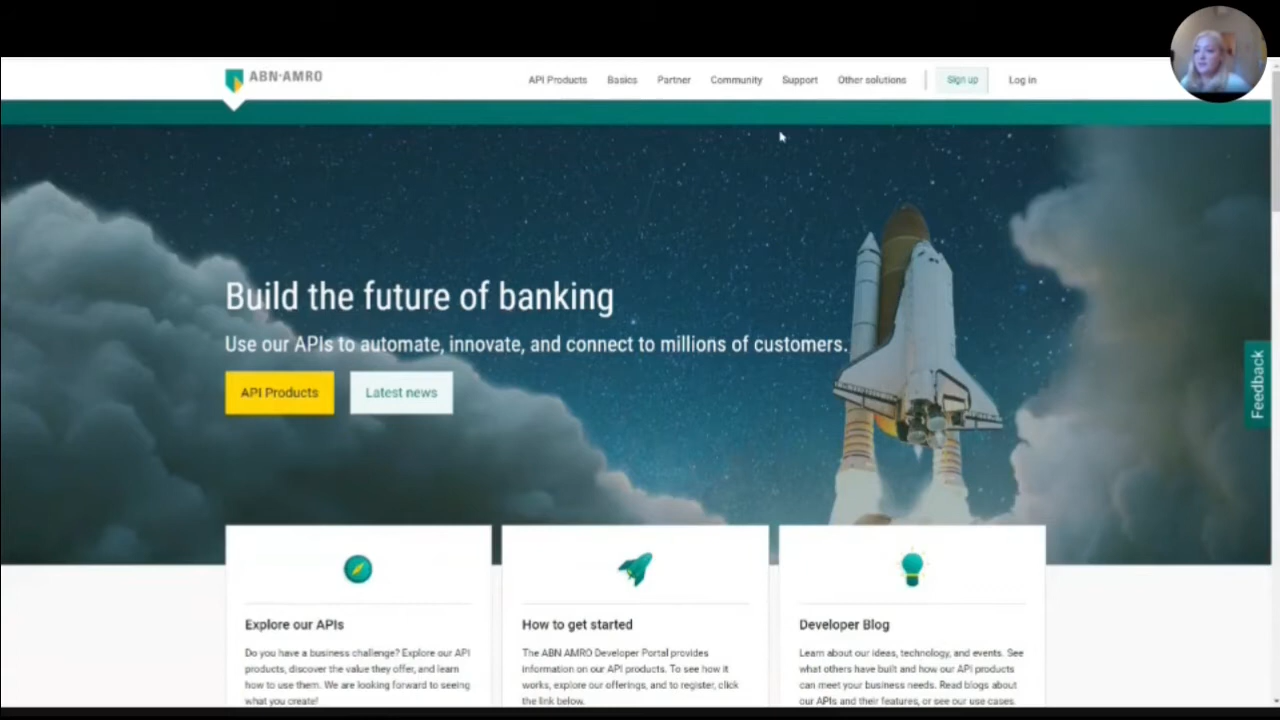 ABN·AMRO
API Products Basics Partner Community Support Other solutions Sign up Log in
Build the future of banking
Use our APIs to automate, innovate, and connect to millions of customers.
API Products Latest news
Feedback
Explore our APIs
Do you have a business challenge? Explore our API
products, discover the value they offer, and learn
how to use them. We are looking forward to seeing
what you create!
How to get started
The ABN AMRO Developer Portal provides
information on our API products. To see how it
works, explore our offerings, and to register, click
the link below.
Developer Blog
Learn about our ideas, technology, and events. See
what others have built and how our API products
can meet your business needs. Read blogs about
our APIs and their features, or see our use cases.